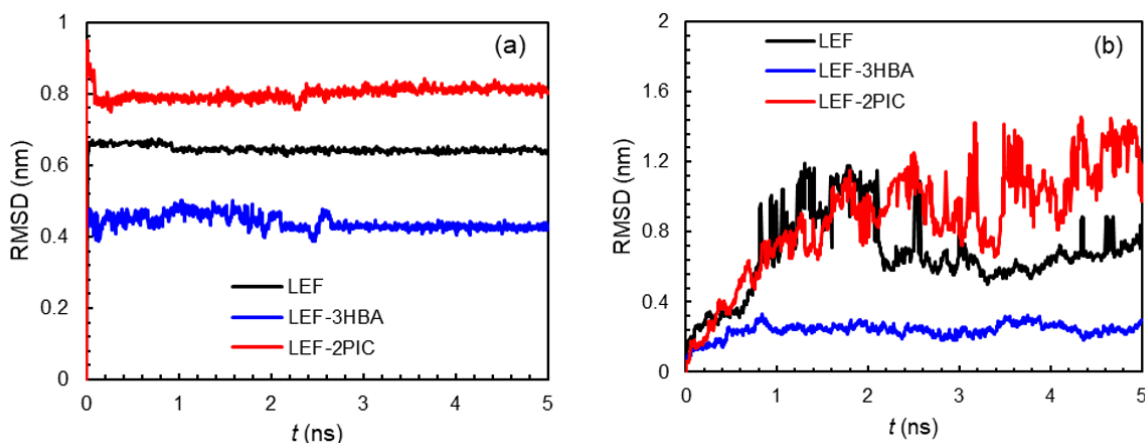 (a)
RMSD (nm)
1
0.8
0.6
0.4
0.2
0
LEF
LEF-3HBA
LEF-2PIC
0 1 2 3 4 5
t (ns)
(b)
RMSD (nm)
2
1.6
1.2
0.8
0.4
0
LEF
LEF-3HBA
LEF-2PIC
0 1 2 3 4 5
t (ns)